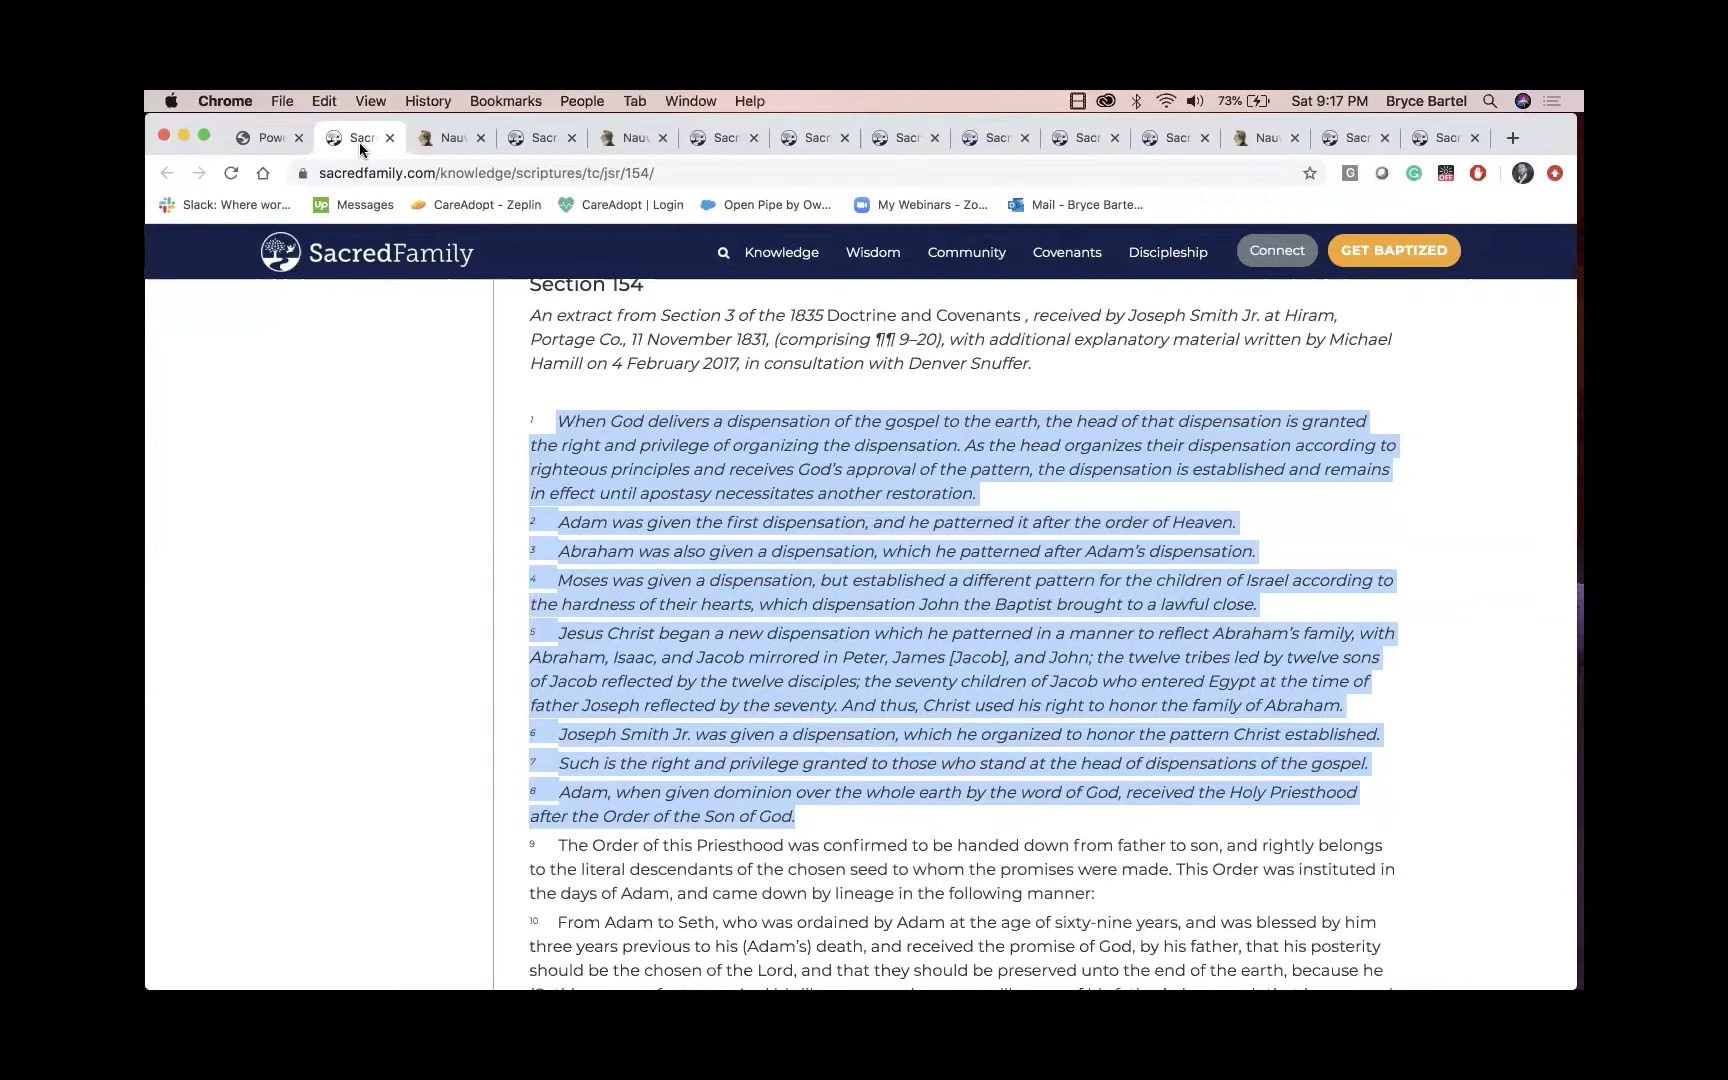 Chrome File Edit View History Bookmarks People Tab Window Help 73% Sat 9:17 PM Bryce Bartel
Pow Sacr Nau Sacr Nau Sacr Sacr Sacr Sacr Sacr Sacr Nau Sacr Sacr
sacredfamily.com/knowledge/scriptures/tc/jsr/154/
Slack: Where wor... Up Messages CareAdopt - Zeplin CareAdopt | Login Open Pipe by Ow... My Webinars - Zo... Mail - Bryce Barte...
SacredFamily Knowledge Wisdom Community Covenants Discipleship Connect GET BAPTIZED
Section 154
An extract from Section 3 of the 1835 Doctrine and Covenants , received by Joseph Smith Jr. at Hiram,
Portage Co., 11 November 1831, (comprising ¶¶ 9–20), with additional explanatory material written by Michael
Hamill on 4 February 2017, in consultation with Denver Snuffer.
1 When God delivers a dispensation of the gospel to the earth, the head of that dispensation is granted
the right and privilege of organizing the dispensation. As the head organizes their dispensation according to
righteous principles and receives God's approval of the pattern, the dispensation is established and remains
in effect until apostasy necessitates another restoration.
2 Adam was given the first dispensation, and he patterned it after the order of Heaven.
3 Abraham was also given a dispensation, which he patterned after Adam's dispensation.
4 Moses was given a dispensation, but established a different pattern for the children of Israel according to
the hardness of their hearts, which dispensation John the Baptist brought to a lawful close.
5 Jesus Christ began a new dispensation which he patterned in a manner to reflect Abraham's family, with
Abraham, Isaac, and Jacob mirrored in Peter, James [Jacob], and John; the twelve tribes led by twelve sons
of Jacob reflected by the twelve disciples; the seventy children of Jacob who entered Egypt at the time of
father Joseph reflected by the seventy. And thus, Christ used his right to honor the family of Abraham.
6 Joseph Smith Jr. was given a dispensation, which he organized to honor the pattern Christ established.
7 Such is the right and privilege granted to those who stand at the head of dispensations of the gospel.
8 Adam, when given dominion over the whole earth by the word of God, received the Holy Priesthood
after the Order of the Son of God.
9 The Order of this Priesthood was confirmed to be handed down from father to son, and rightly belongs
to the literal descendants of the chosen seed to whom the promises were made. This Order was instituted in
the days of Adam, and came down by lineage in the following manner:
10 From Adam to Seth, who was ordained by Adam at the age of sixty-nine years, and was blessed by him
three years previous to his (Adam's) death, and received the promise of God, by his father, that his posterity
should be the chosen of the Lord, and that they should be preserved unto the end of the earth, because he